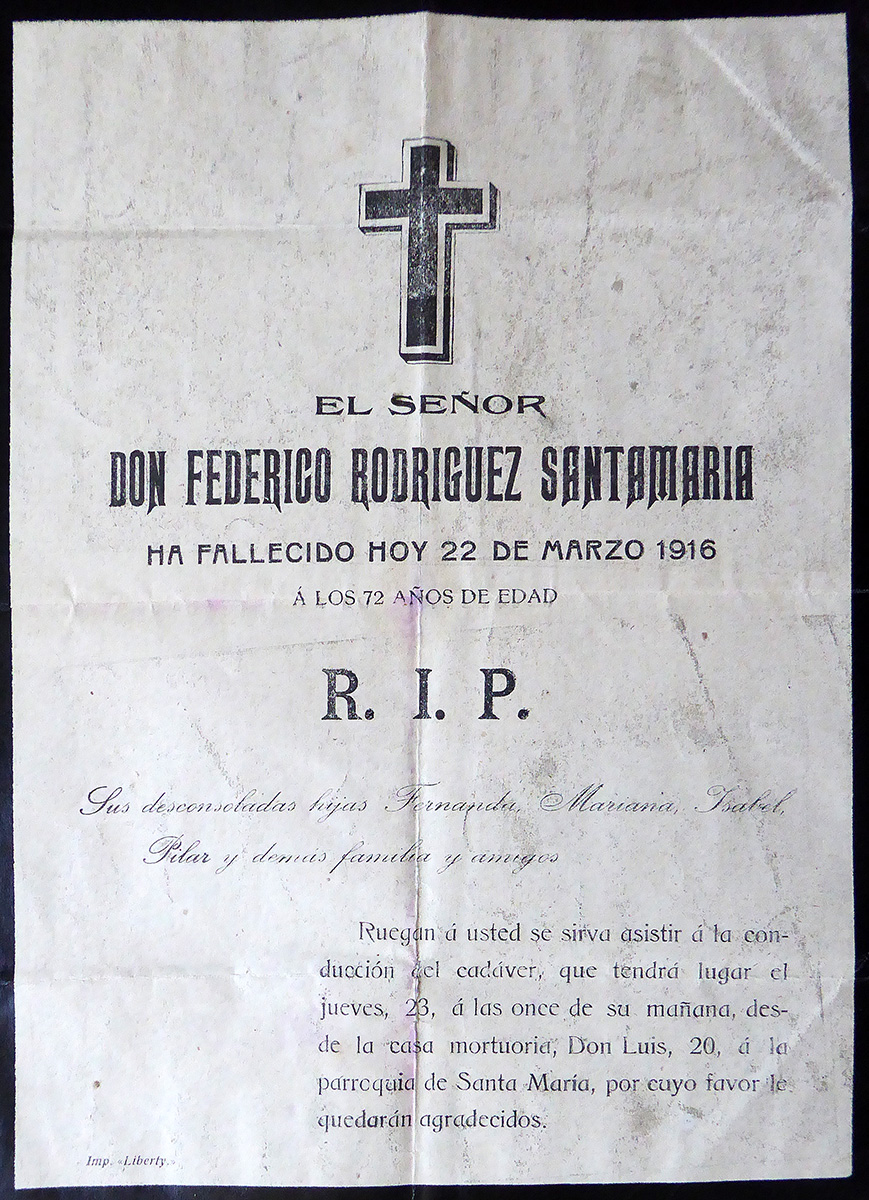 EL SEÑOR
DON FEDERICO RODRIGUEZ SANTAMARIA
HA FALLECIDO HOY 22 DE MARZO 1916
Á LOS 72 AÑOS DE EDAD
R. I. P.
Sus desconsoladas hijas Fernanda, Mariana, Isabel,
Pilar y demás familia y amigos
Ruegan á usted se sirva asistir á la con-
ducción del cadáver, que tendrá lugar el
jueves, 23, á las once de su mañana, des-
de la casa mortuoria, Don Luis, 20, á la
parroquia de Santa María, por cuyo favor le
quedarán agradecidos.
Imp. «Liberty.»